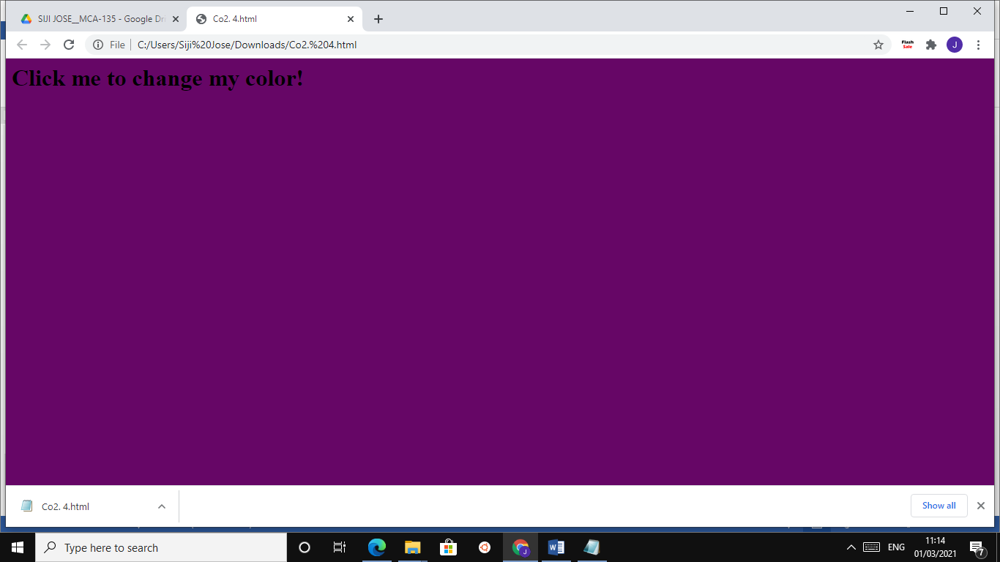 SIJI JOSE__MCA-135 - Google Dr
Co2. 4.html
File
C:/Users/Siji%20Jose/Downloads/Co2.%204.html
Flash
Sale
J
Click me to change my color!
Co2. 4.html
Show all
Type here to search
J
ENG
11:14
01/03/2021
7